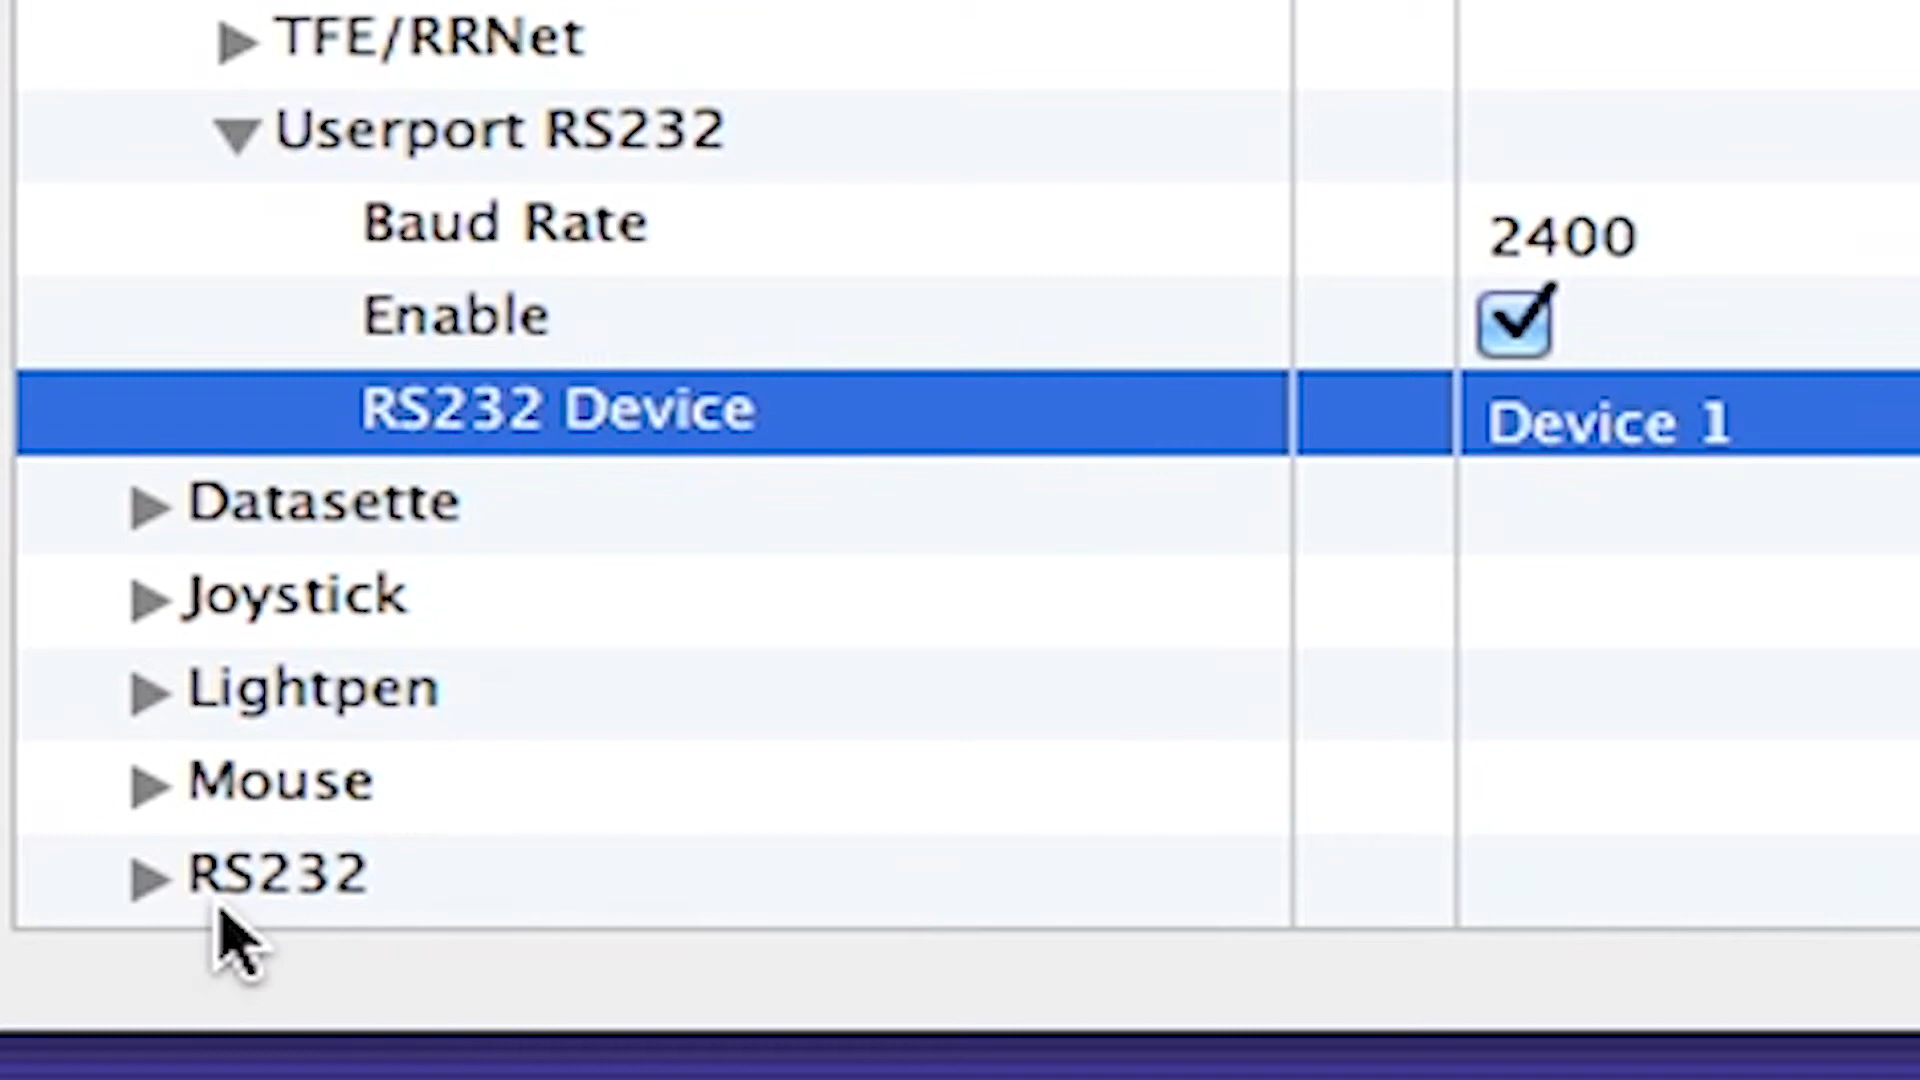 TFE/RRNet
Userport RS232
Baud Rate 2400
Enable
RS232 Device Device 1
Datasette
Joystick
Lightpen
Mouse
RS232